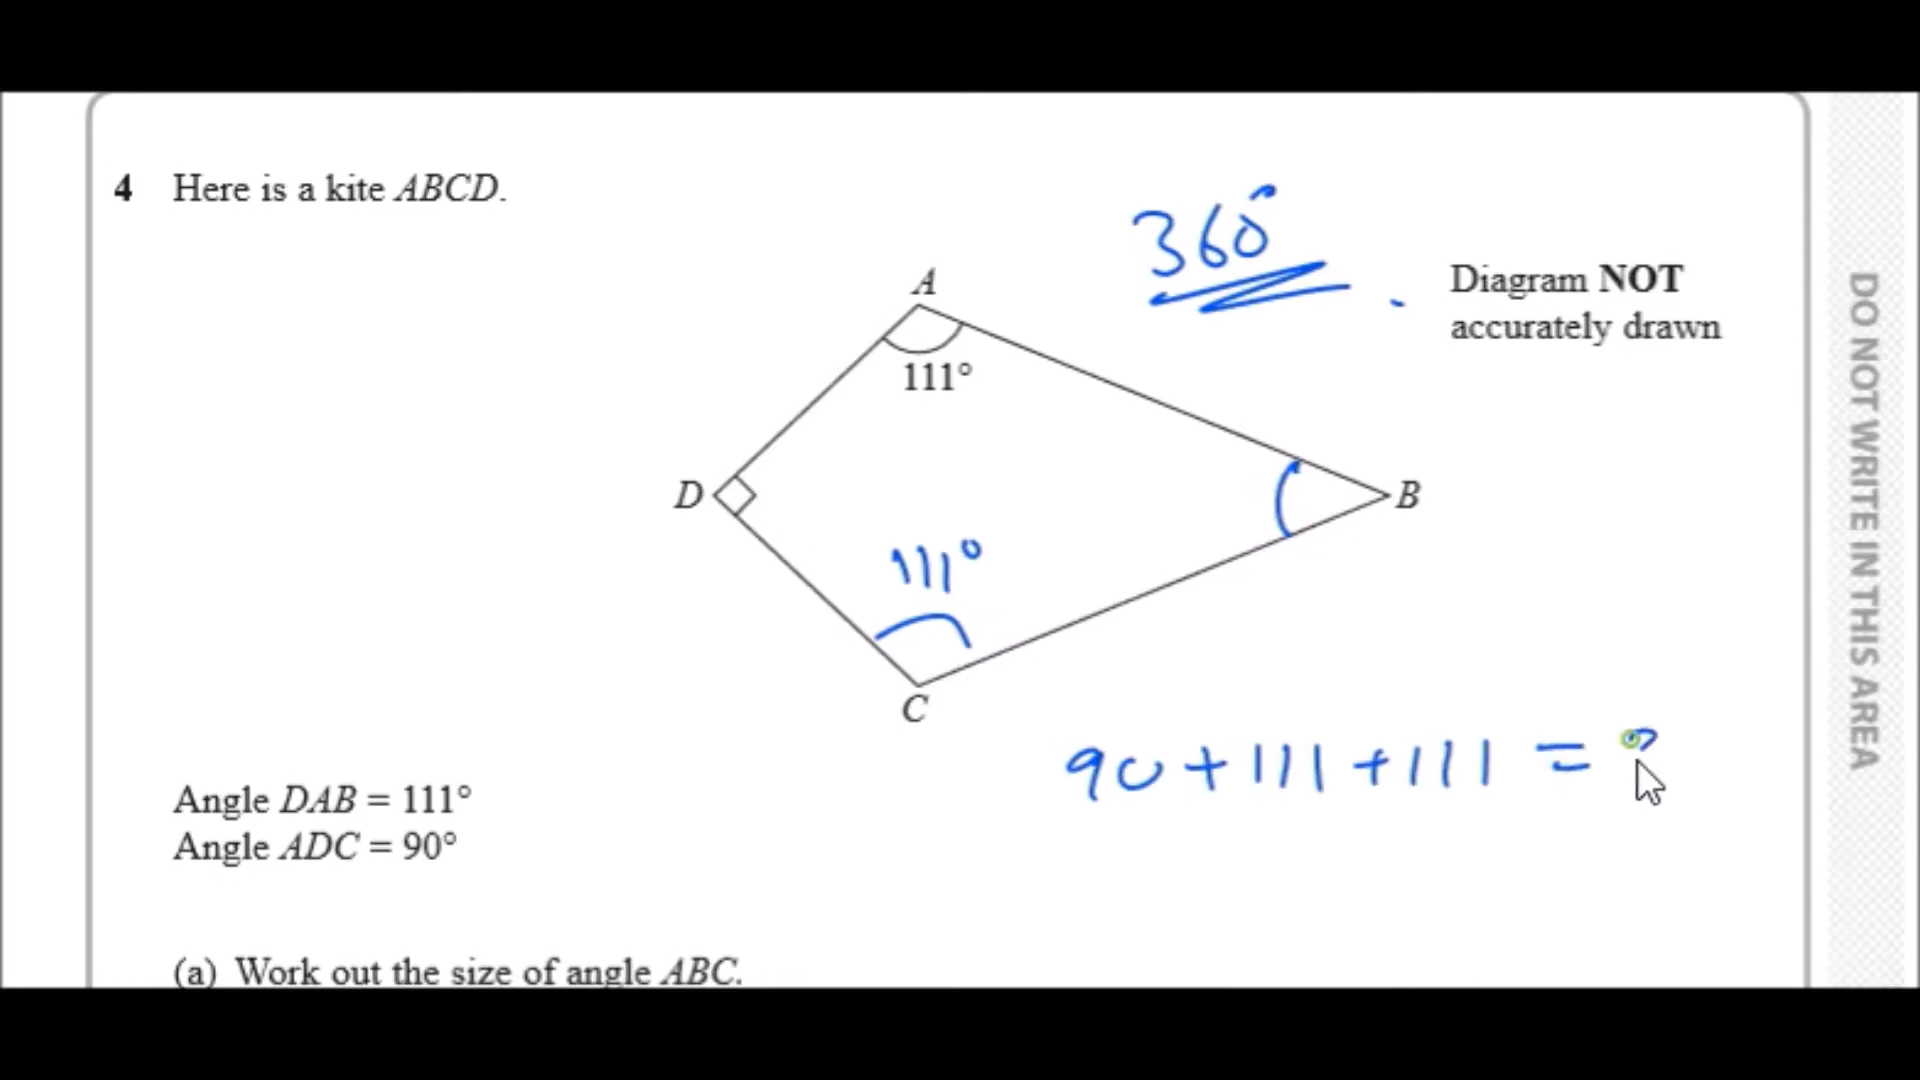 4 Here is a kite ABCD.
360°
Diagram NOT
accurately drawn
A
111°
D
B
111°
C
90+111+111 =
Angle DAB = 111°
Angle ADC = 90°
(a) Work out the size of angle ABC.
DO NOT WRITE IN THIS AREA